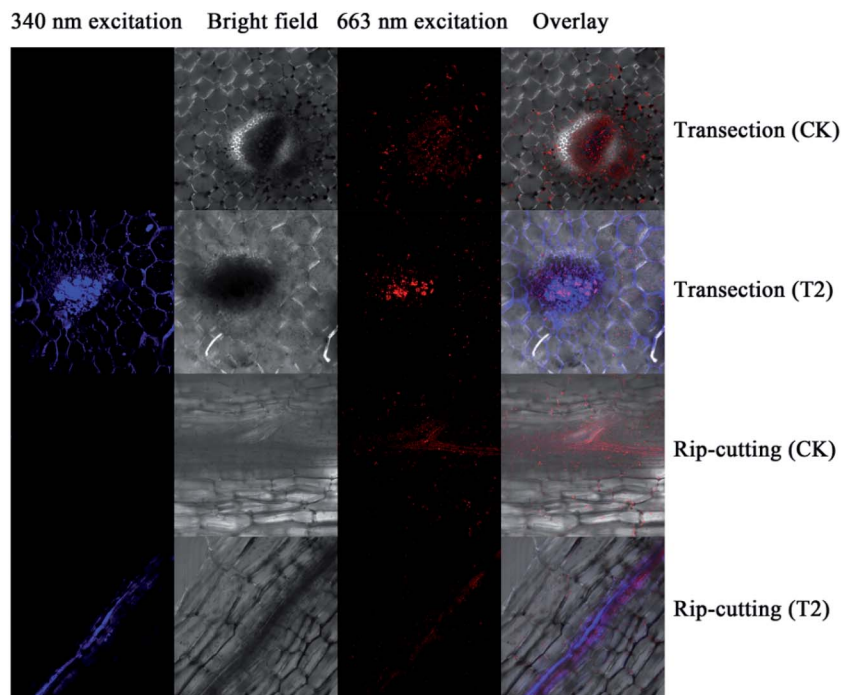 340 nm excitation Bright field 663 nm excitation Overlay
Transection (CK)
Transection (T2)
Rip-cutting (CK)
Rip-cutting (T2)